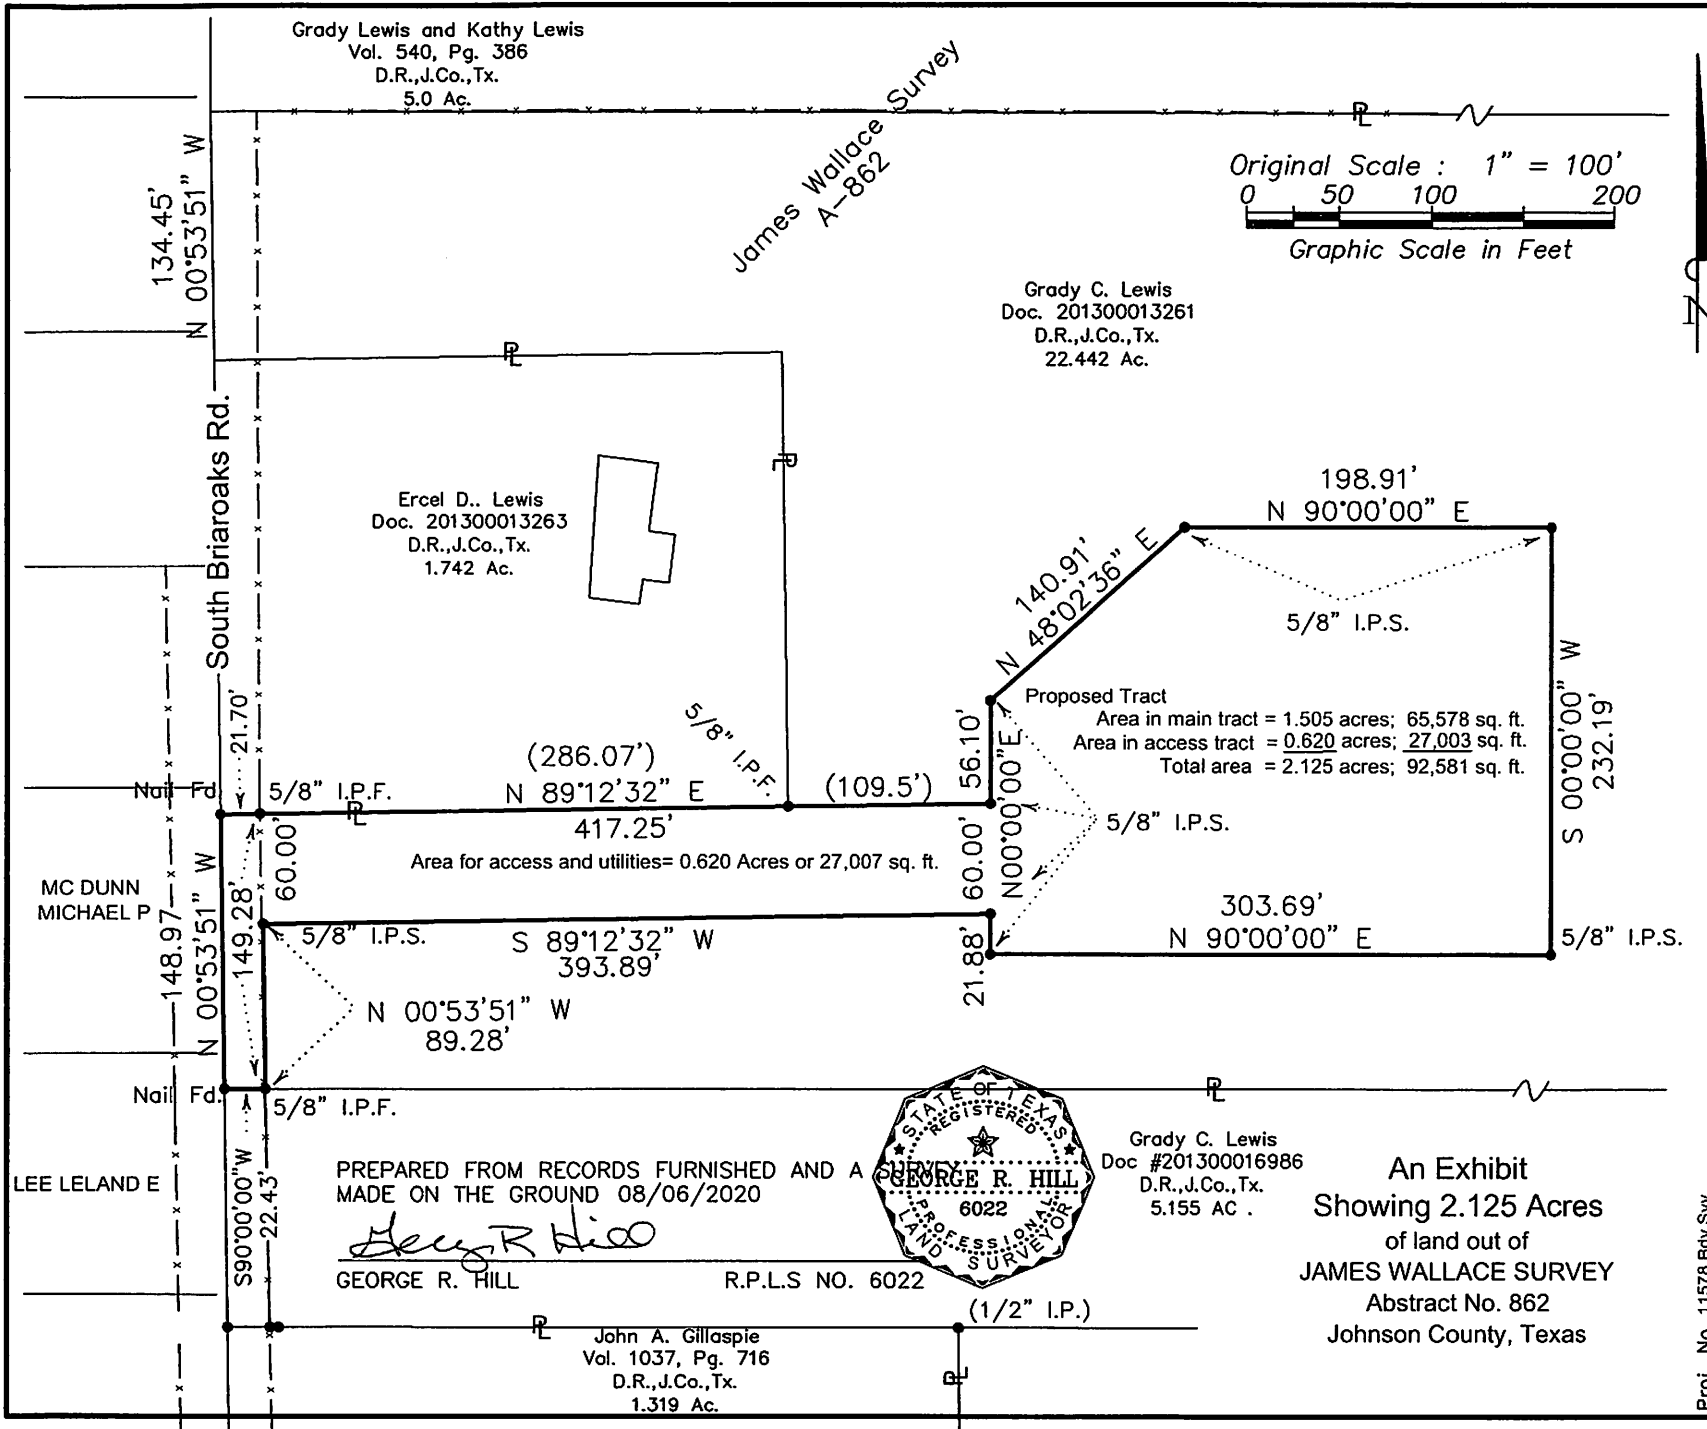 Grady Lewis and Kathy Lewis
Vol. 540, Pg. 386
D.R.,J.Co.,Tx.
5.0 Ac.
James Wallace Survey
A-862
Original Scale : 1" = 100'
0 50 100 200
Graphic Scale in Feet
N
134.45'
N 00°53'51" W
Grady C. Lewis
Doc. 201300013261
D.R.,J.Co.,Tx.
22.442 Ac.
South Briaroaks Rd.
Ercel D.. Lewis
Doc. 201300013263
D.R.,J.Co.,Tx.
1.742 Ac.
198.91'
N 90°00'00" E
140.91'
N 48°02'36" E
5/8" I.P.S.
S 00°00'00" W
232.19'
Proposed Tract
Area in main tract = 1.505 acres; 65,578 sq. ft.
Area in access tract = 0.620 acres; 27,003 sq. ft.
Total area = 2.125 acres; 92,581 sq. ft.
21.70'
5/8" I.P.F.
(286.07')
N 89°12'32" E
417.25'
(109.5')
56.10'
N00°00'00"E
Nail Fd.
5/8" I.P.F.
60.00'
60.00'
5/8" I.P.S.
Area for access and utilities= 0.620 Acres or 27,007 sq. ft.
MC DUNN
MICHAEL P
148.97
N 00°53'51" W
149.28'
5/8" I.P.S.
S 89°12'32" W
393.89'
21.88'
303.69'
N 90°00'00" E
5/8" I.P.S.
N 00°53'51" W
89.28'
Nail Fd.
5/8" I.P.F.
LEE LELAND E
S90°00'00"W
22.43'
PREPARED FROM RECORDS FURNISHED AND A SURVEY
MADE ON THE GROUND 08/06/2020
George R Hill
GEORGE R. HILL R.P.L.S NO. 6022
STATE OF TEXAS
REGISTERED
GEORGE R. HILL
6022
PROFESSIONAL
LAND SURVEYOR
Grady C. Lewis
Doc #201300016986
D.R.,J.Co.,Tx.
5.155 AC .
(1/2" I.P.)
John A. Gillaspie
Vol. 1037, Pg. 716
D.R.,J.Co.,Tx.
1.319 Ac.
An Exhibit
Showing 2.125 Acres
of land out of
JAMES WALLACE SURVEY
Abstract No. 862
Johnson County, Texas
Proj. No. 11578 Bdy Svy